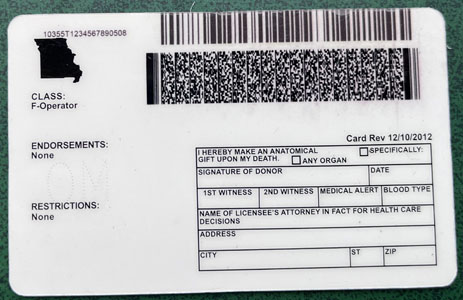 10355T1234567890508
CLASS:
F-Operator
Card Rev 12/10/2012
ENDORSEMENTS:
None
MO
RESTRICTIONS:
None
I HEREBY MAKE AN ANATOMICAL
GIFT UPON MY DEATH.
ANY ORGAN
SPECIFICALLY:
SIGNATURE OF DONOR
DATE
1ST WITNESS
2ND WITNESS
MEDICAL ALERT
BLOOD TYPE
NAME OF LICENSEE'S ATTORNEY IN FACT FOR HEALTH CARE
DECISIONS
ADDRESS
CITY
ST
ZIP